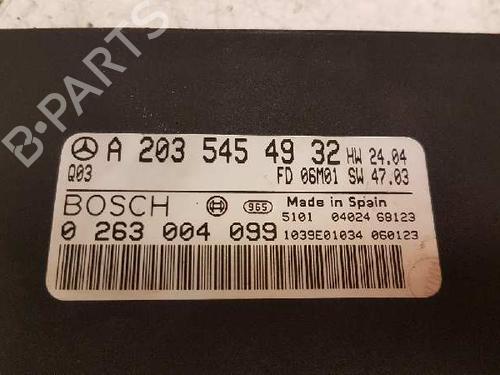 B-PARTS
A 203 545 49 32 HW 24.04
Q03 FD 06M01 SW 47.03
BOSCH 965 Made in Spain
5101 04024 68123
0 263 004 099 1039E01034 060123